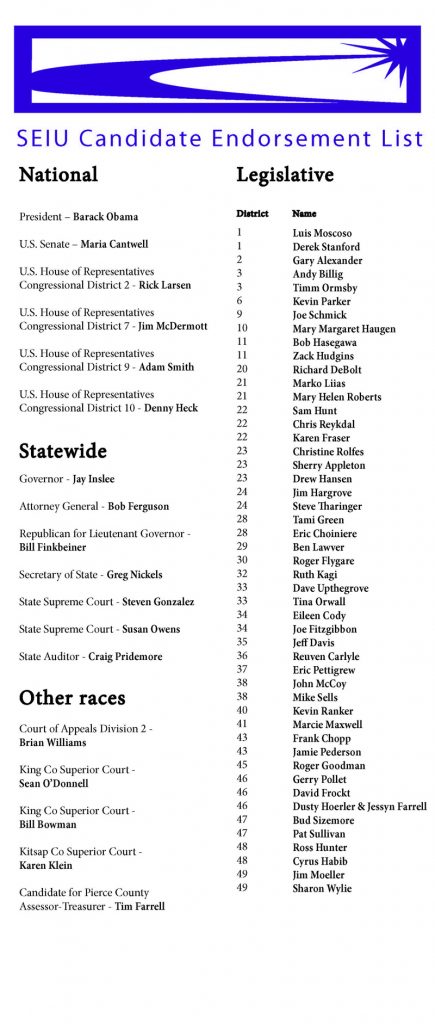 SEIU Candidate Endorsement List
National
President – Barack Obama
U.S. Senate – Maria Cantwell
U.S. House of Representatives
Congressional District 2 - Rick Larsen
U.S. House of Representatives
Congressional District 7 - Jim McDermott
U.S. House of Representatives
Congressional District 9 - Adam Smith
U.S. House of Representatives
Congressional District 10 - Denny Heck
Statewide
Governor - Jay Inslee
Attorney General - Bob Ferguson
Republican for Lieutenant Governor -
Bill Finkbeiner
Secretary of State - Greg Nickels
State Supreme Court - Steven Gonzalez
State Supreme Court - Susan Owens
State Auditor - Craig Pridemore
Other races
Court of Appeals Division 2 -
Brian Williams
King Co Superior Court -
Sean O'Donnell
King Co Superior Court -
Bill Bowman
Kitsap Co Superior Court -
Karen Klein
Candidate for Pierce County
Assessor-Treasurer - Tim Farrell
Legislative
District Name
1 Luis Moscoso
1 Derek Stanford
2 Gary Alexander
3 Andy Billig
3 Timm Ormsby
6 Kevin Parker
9 Joe Schmick
10 Mary Margaret Haugen
11 Bob Hasegawa
11 Zack Hudgins
20 Richard DeBolt
21 Marko Liias
21 Mary Helen Roberts
22 Sam Hunt
22 Chris Reykdal
22 Karen Fraser
23 Christine Rolfes
23 Sherry Appleton
23 Drew Hansen
24 Jim Hargrove
24 Steve Tharinger
28 Tami Green
28 Eric Choiniere
29 Ben Lawver
30 Roger Flygare
32 Ruth Kagi
33 Dave Upthegrove
33 Tina Orwall
34 Eileen Cody
34 Joe Fitzgibbon
35 Jeff Davis
36 Reuven Carlyle
37 Eric Pettigrew
38 John McCoy
38 Mike Sells
40 Kevin Ranker
41 Marcie Maxwell
43 Frank Chopp
43 Jamie Pederson
45 Roger Goodman
46 Gerry Pollet
46 David Frockt
46 Dusty Hoerler & Jessyn Farrell
47 Bud Sizemore
47 Pat Sullivan
48 Ross Hunter
48 Cyrus Habib
49 Jim Moeller
49 Sharon Wylie